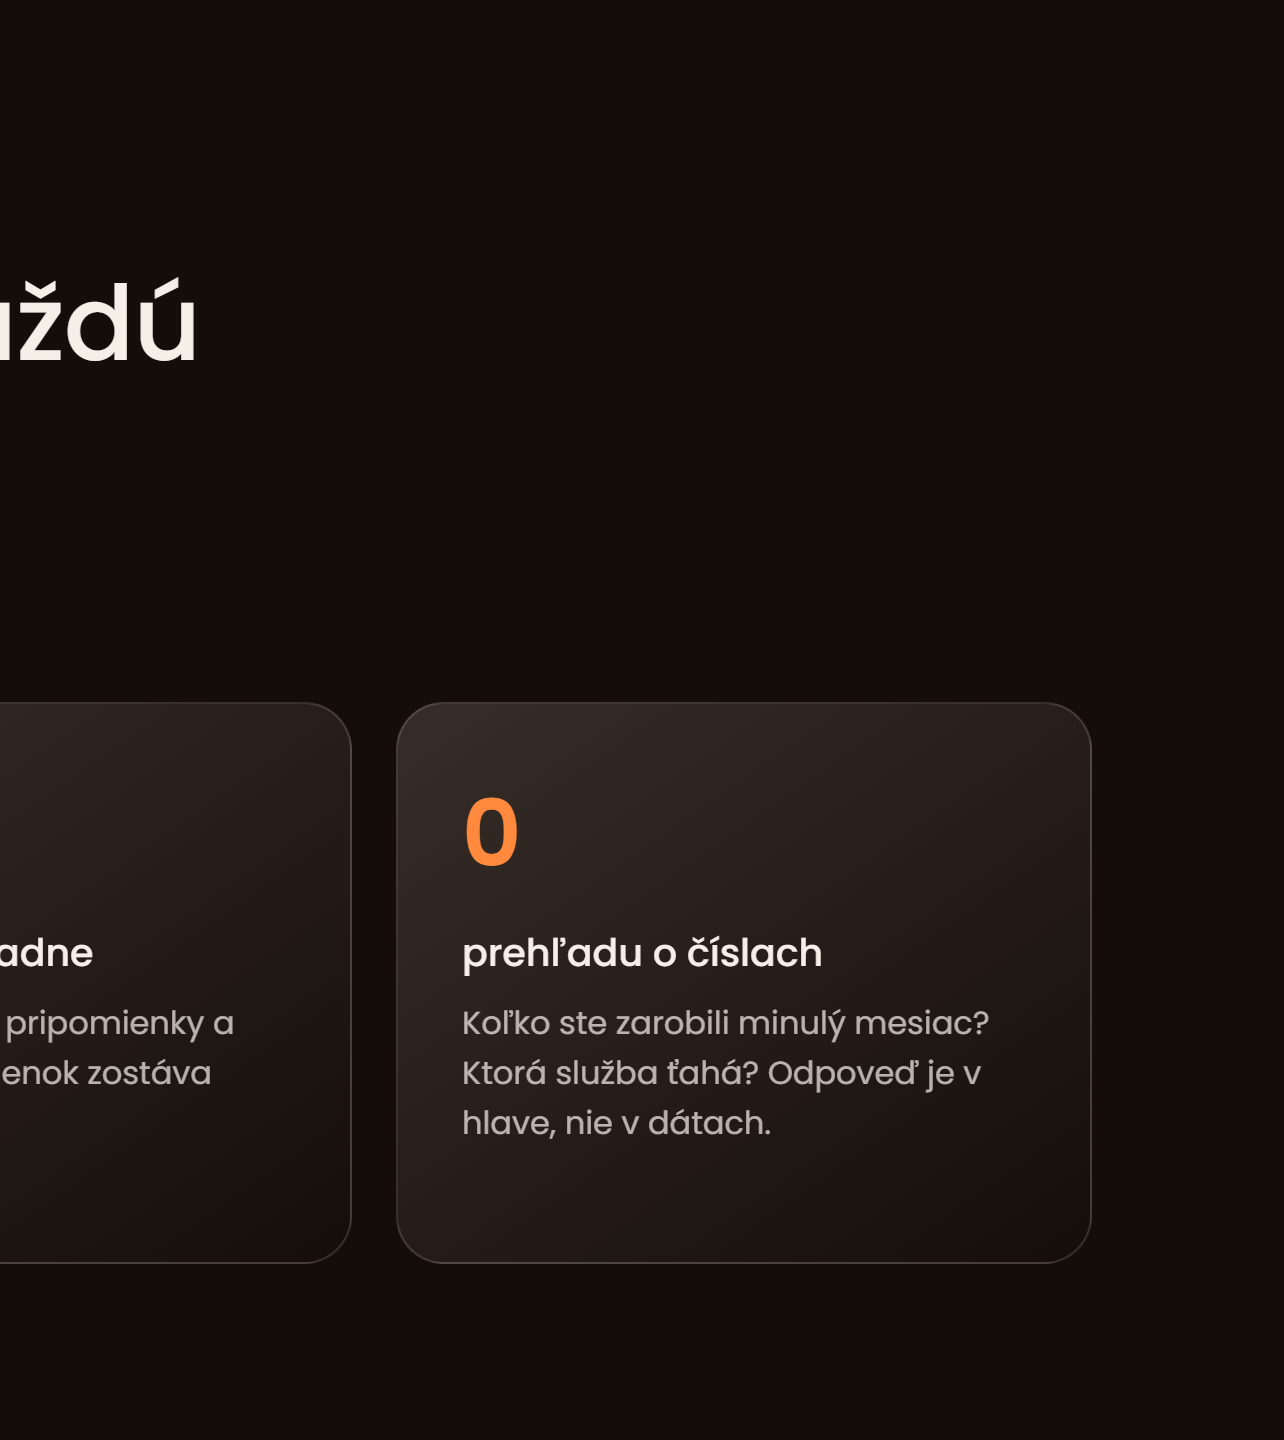 aždú
adne
pripomienky a
enok zostáva
0
prehľadu o číslach
Koľko ste zarobili minulý mesiac?
Ktorá služba ťahá? Odpoveď je v
hlave, nie v dátach.